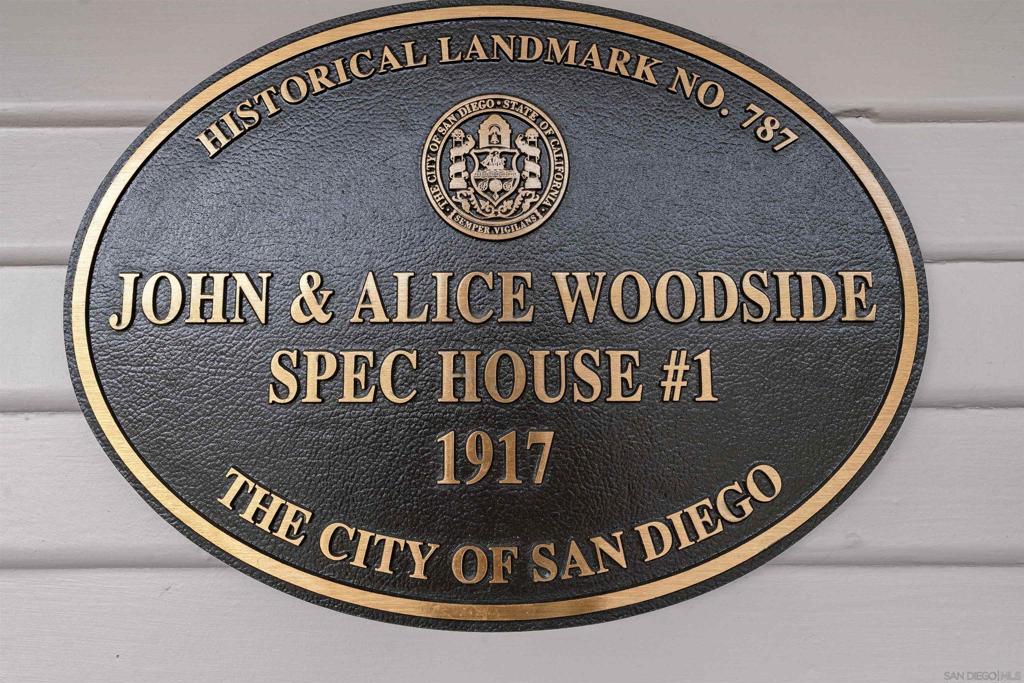 HISTORICAL LANDMARK NO. 787
THE CITY OF SAN DIEGO • STATE OF CALIFORNIA
SEMPER VIGILANS
JOHN & ALICE WOODSIDE
SPEC HOUSE #1
1917
THE CITY OF SAN DIEGO
SAN DIEGO|MLS